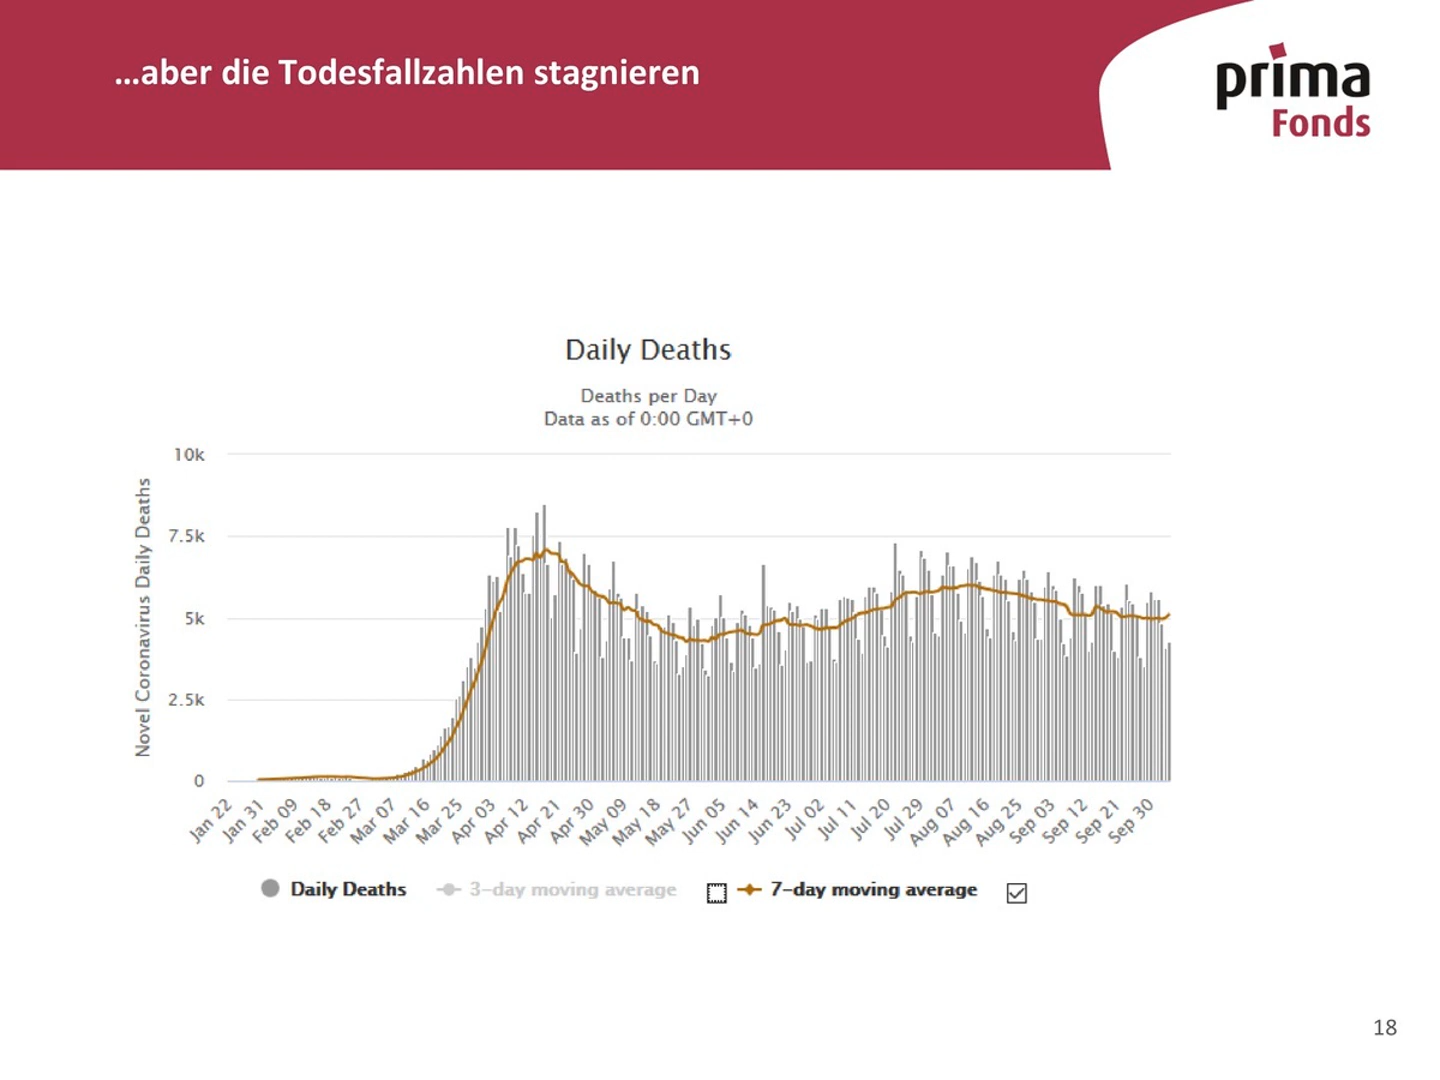 …aber die Todesfallzahlen stagnieren
prima
Fonds
Daily Deaths
Deaths per Day
Data as of 0:00 GMT+0
Novel Coronavirus Daily Deaths
10k
7.5k
5k
2.5k
0
Jan 22
Jan 31
Feb 09
Feb 18
Feb 27
Mar 07
Mar 16
Mar 25
Apr 03
Apr 12
Apr 21
Apr 30
May 09
May 18
May 27
Jun 05
Jun 14
Jun 23
Jul 02
Jul 11
Jul 20
Jul 29
Aug 07
Aug 16
Aug 25
Sep 03
Sep 12
Sep 21
Sep 30
Daily Deaths 3-day moving average 7-day moving average
18